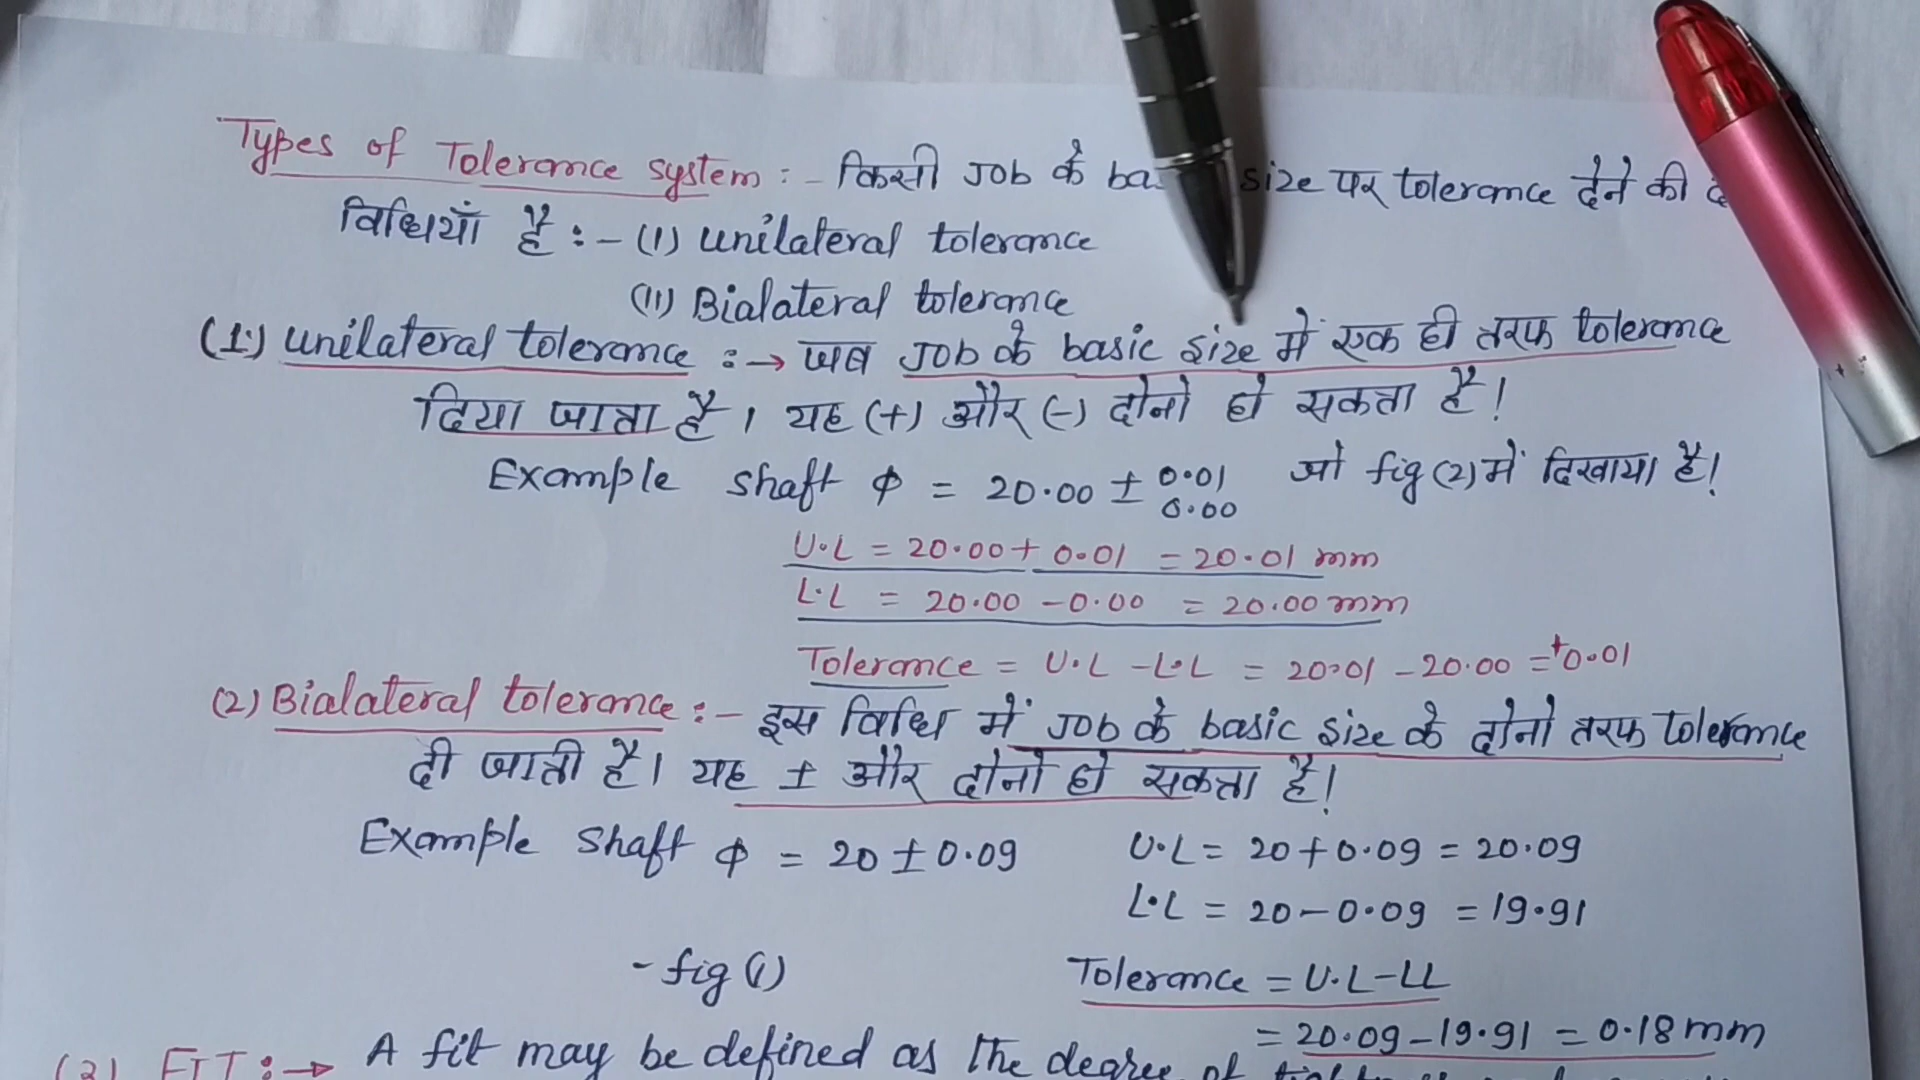 Types of Tolerance system :- किसी Job के size पर tolerance देने की
विधियाँ हैं :- (I) unilateral tolerance
(II) Bialateral tolerance
(1.) unilateral tolerance :→ जब Job के basic size में एक ही तरफ tolerance
दिया जाता है । यह (+) और (-) दोनो हो सकता है !
Example shaft ϕ = 20.00 ± 0.01 जो fig (2) में दिखाया है !
0.00
U.L = 20.00 + 0.01 = 20.01 mm
L.L = 20.00 - 0.00 = 20.00 mm
Tolerance = U.L - L.L = 20.01 - 20.00 = +0.01
(2) Bialateral tolerance :- इस विधि में Job के basic size के दोनो तरफ tolerance
दी जाती है । यह ± और दोनो हो सकता है !
Example Shaft ϕ = 20 ± 0.09 U.L = 20 + 0.09 = 20.09
L.L = 20 - 0.09 = 19.91
- fig (1) Tolerance = U.L - LL
= 20.09 - 19.91 = 0.18 mm
(3) FIT :→ A fit may be defined as the degree of